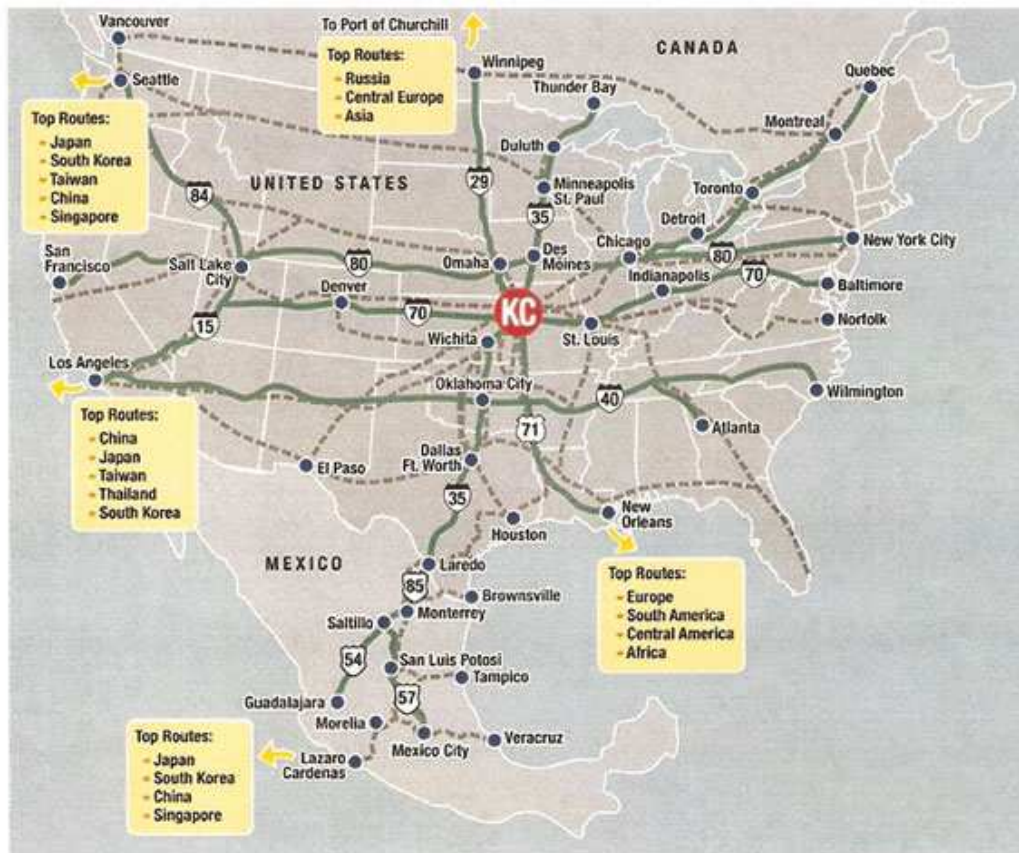 Vancouver
To Port of Churchill
CANADA
Seattle
Top Routes:
Russia
Central Europe
Asia
Winnipeg
Thunder Bay
Quebec
Top Routes:
Japan
South Korea
Taiwan
China
Singapore
Montreal
Duluth
UNITED STATES
29
Minneapolis
St. Paul
84
35
Toronto
Detroit
San
Francisco
Salt Lake
City
80
Omaha
Des
Moines
Chicago
80
New York City
Indianapolis
70
Baltimore
Denver
70
KC
15
Wichita
St. Louis
Norfolk
Los Angeles
Oklahoma City
40
Wilmington
Top Routes:
China
Japan
Taiwan
Thailand
South Korea
71
Atlanta
El Paso
Dallas
Ft. Worth
35
Houston
New
Orleans
MEXICO
Laredo
85
Brownsville
Monterrey
Saltillo
Top Routes:
Europe
South America
Central America
Africa
54
San Luis Potosi
Tampico
57
Guadalajara
Morelia
Mexico City
Veracruz
Lazaro
Cardenas
Top Routes:
Japan
South Korea
China
Singapore